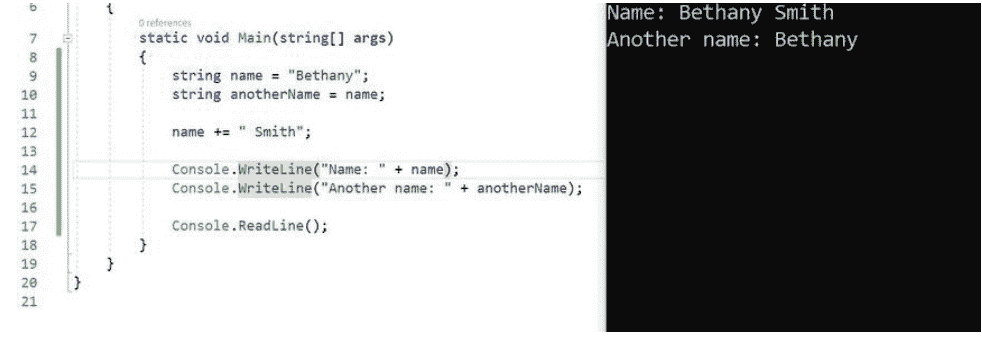 6 {
0 references
7 static void Main(string[] args)
8 {
9 string name = "Bethany";
10 string anotherName = name;
11
12 name += " Smith";
13
14 Console.WriteLine("Name: " + name);
15 Console.WriteLine("Another name: " + anotherName);
16
17 Console.ReadLine();
18 }
19 }
20 }
21
Name: Bethany Smith
Another name: Bethany